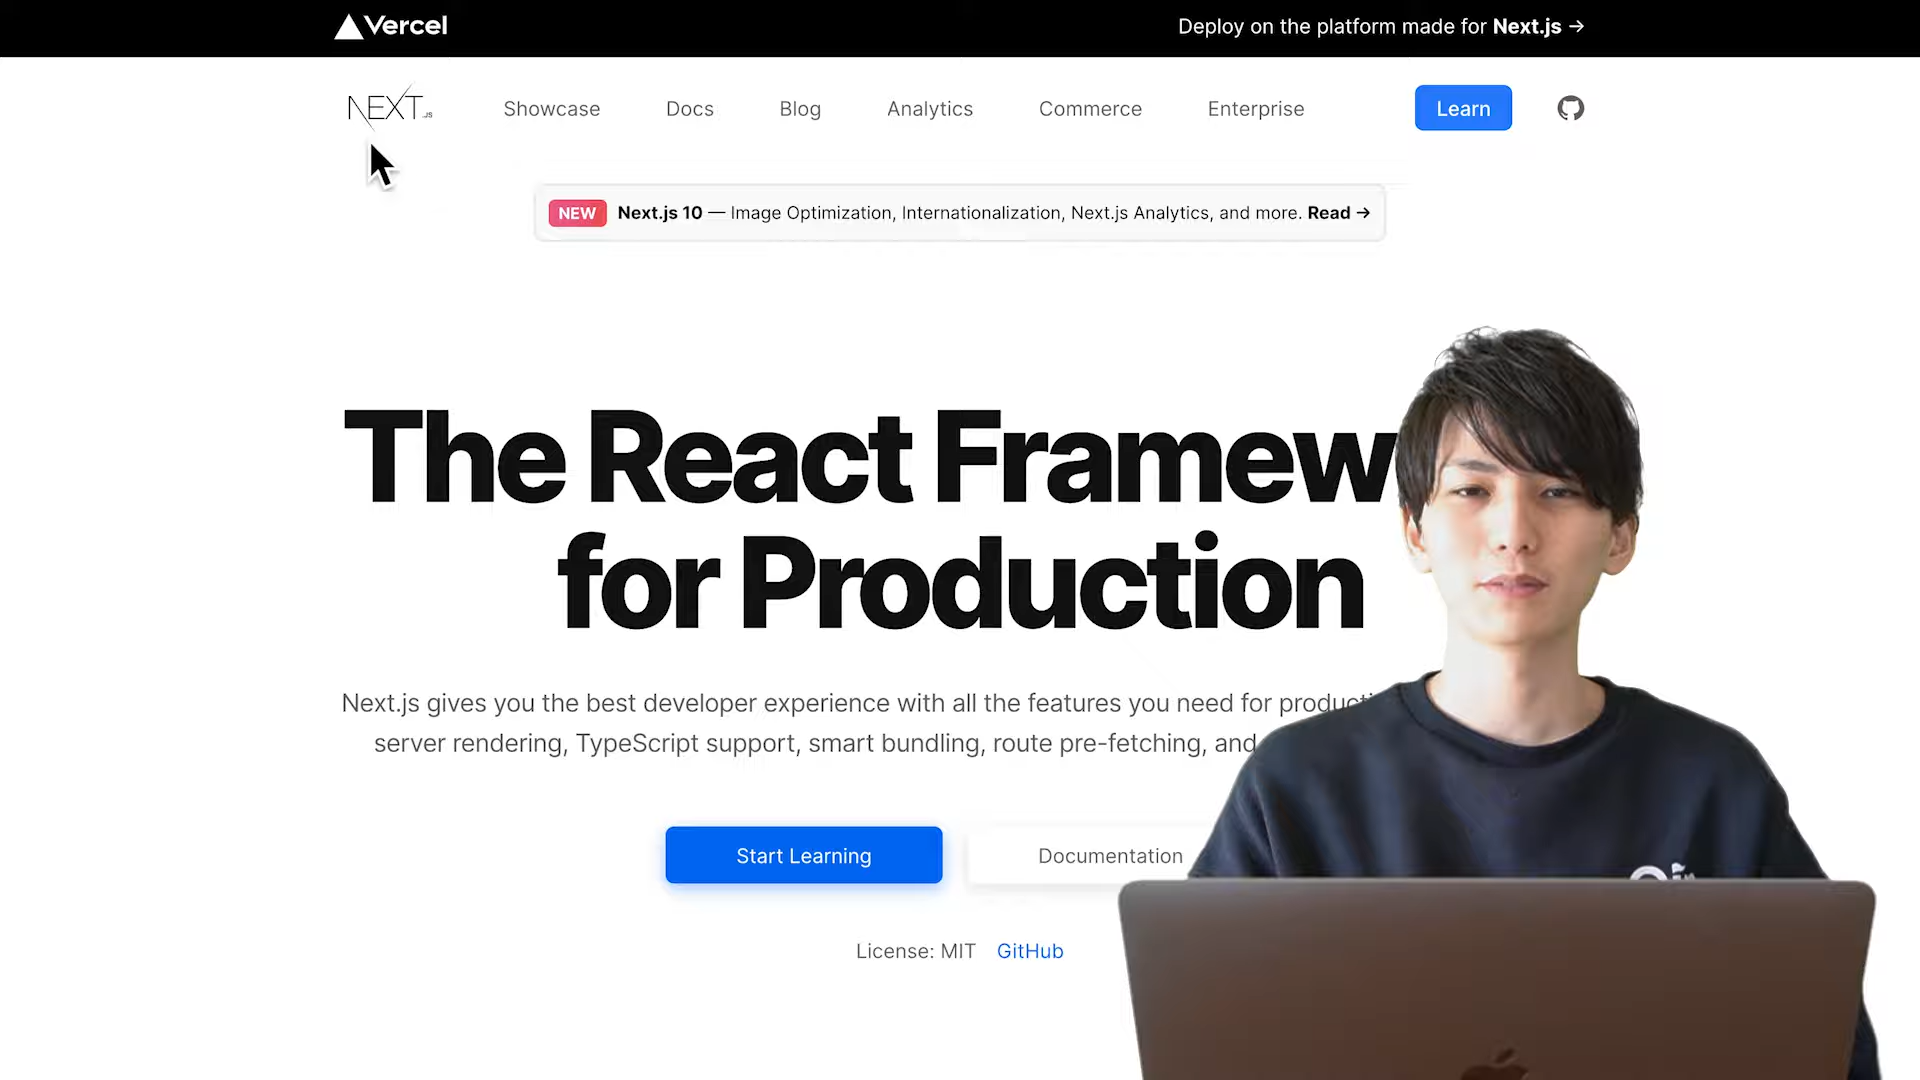 Vercel
Deploy on the platform made for Next.js →
NEXT.JS
Showcase
Docs
Blog
Analytics
Commerce
Enterprise
Learn
NEW Next.js 10 — Image Optimization, Internationalization, Next.js Analytics, and more. Read →
The React Framew
for Production
Next.js gives you the best developer experience with all the features you need for
server rendering, TypeScript support, smart bundling, route pre-fetching, and
Start Learning
Documentation
License: MIT GitHub